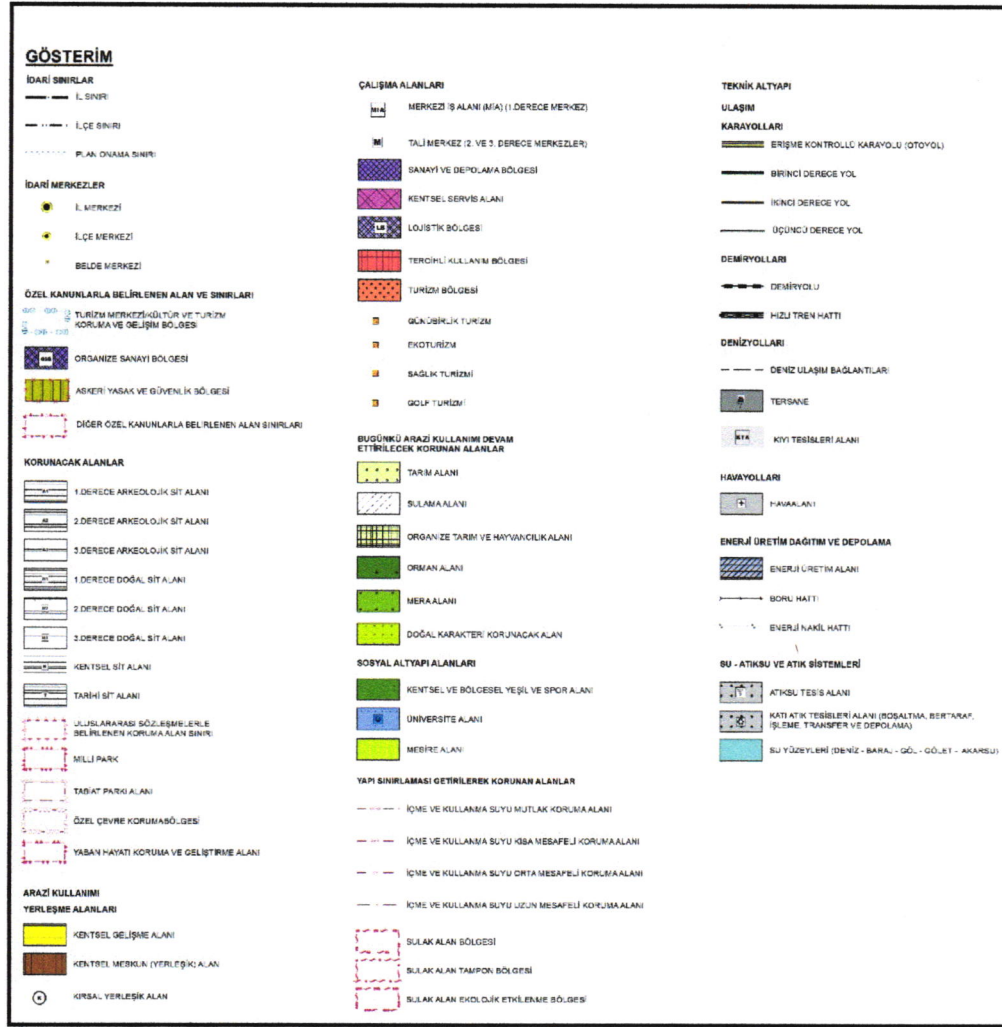 GÖSTERİM
İDARİ SINIRLAR
İL SINIRI
İLÇE SINIRI
PLAN ONAMA SINIRI
İDARİ MERKEZLER
İL MERKEZİ
İLÇE MERKEZİ
BELDE MERKEZİ
ÖZEL KANUNLARLA BELİRLENEN ALAN VE SINIRLARI
TURİZM MERKEZİ/KÜLTÜR VE TURİZM
KORUMA VE GELİŞİM BÖLGESİ
ORGANIZE SANAYİ BÖLGESİ
ASKERİ YASAK VE GÜVENLİK BÖLGESİ
DİĞER ÖZEL KANUNLARLA BELİRLENEN ALAN SINIRLARI
KORUNACAK ALANLAR
1.DERECE ARKEOLOJİK SİT ALANI
2.DERECE ARKEOLOJİK SİT ALANI
3.DERECE ARKEOLOJİK SİT ALANI
1.DERECE DOĞAL SİT ALANI
2.DERECE DOĞAL SİT ALANI
3.DERECE DOĞAL SİT ALANI
KENTSEL SİT ALANI
TARİHİ SİT ALANI
ULUSLARARASI SÖZLEŞMELERLE
BELİRLENEN KORUMA ALAN SINIRI
MİLLİ PARK
TABİAT PARKI ALANI
ÖZEL ÇEVRE KORUMABÖLGESİ
YABAN HAYATI KORUMA VE GELİŞTİRME ALANI
ARAZİ KULLANIMI
YERLEŞME ALANLARI
KENTSEL GELİŞME ALANI
KENTSEL MESKUN (YERLEŞİK) ALAN
K KIRSAL YERLEŞİK ALAN
ÇALIŞMA ALANLARI
MİA MERKEZİ İŞ ALANI (MİA) (1.DERECE MERKEZ)
M TALİ MERKEZ (2. VE 3. DERECE MERKEZLER)
SANAYİ VE DEPOLAMA BÖLGESİ
KENTSEL SERVİS ALANI
LB LOJİSTİK BÖLGESİ
TERCİHLİ KULLANIM BÖLGESİ
TURİZM BÖLGESİ
GÜNÜBİRLİK TURİZM
EKOTURİZM
SAĞLIK TURİZMİ
GOLF TURİZMİ
BUGÜNKÜ ARAZİ KULLANIMI DEVAM
ETTİRİLECEK KORUNAN ALANLAR
TARIM ALANI
SULAMA ALANI
ORGANIZE TARIM VE HAYVANCILIK ALANI
ORMAN ALANI
MERA ALANI
DOĞAL KARAKTERİ KORUNACAK ALAN
SOSYAL ALTYAPI ALANLARI
KENTSEL VE BÖLGESEL YEŞİL VE SPOR ALANI
ÜNİVERSİTE ALANI
MESİRE ALANI
YAPI SINIRLAMASI GETİRİLEREK KORUNAN ALANLAR
İÇME VE KULLANMA SUYU MUTLAK KORUMA ALANI
İÇME VE KULLANMA SUYU KISA MESAFELİ KORUMA ALANI
İÇME VE KULLANMA SUYU ORTA MESAFELİ KORUMA ALANI
İÇME VE KULLANMA SUYU UZUN MESAFELİ KORUMA ALANI
SULAK ALAN BÖLGESİ
SULAK ALAN TAMPON BÖLGESİ
SULAK ALAN EKOLOJİK ETKİLENME BÖLGESİ
TEKNİK ALTYAPI
ULAŞIM
KARAYOLLARI
ERİŞME KONTROLLÜ KARAYOLU (OTOYOL)
BİRİNCİ DERECE YOL
İKİNCİ DERECE YOL
ÜÇÜNCÜ DERECE YOL
DEMİRYOLLARI
DEMİRYOLU
HIZLI TREN HATTI
DENİZYOLLARI
DENİZ ULAŞIM BAĞLANTILARI
TERSANE
KTA KIYI TESİSLERİ ALANI
HAVAYOLLARI
HAVAALANI
ENERJİ ÜRETİM DAĞITIM VE DEPOLAMA
ENERJİ ÜRETİM ALANI
BORU HATTI
ENERJİ NAKİL HATTI
SU - ATIKSU VE ATIK SİSTEMLERİ
ATIKSU TESİS ALANI
KATI ATIK TESİSLERİ ALANI (BOŞALTMA, BERTARAF,
İŞLEME, TRANSFER VE DEPOLAMA)
SU YÜZEYLERİ (DENİZ - BARAJ - GÖL - GÖLET - AKARSU)